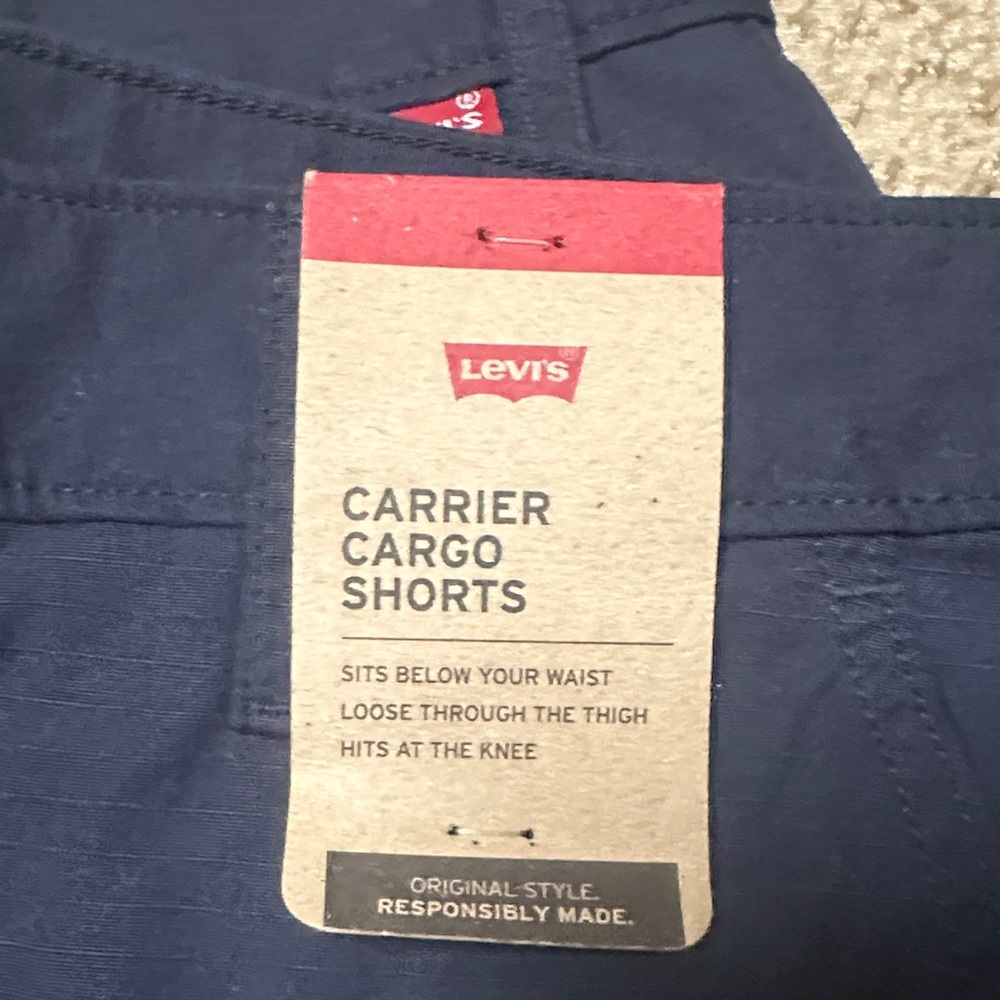 ®
Levi's
CARRIER
CARGO
SHORTS
SITS BELOW YOUR WAIST
LOOSE THROUGH THE THIGH
HITS AT THE KNEE
ORIGINAL STYLE.
RESPONSIBLY MADE.